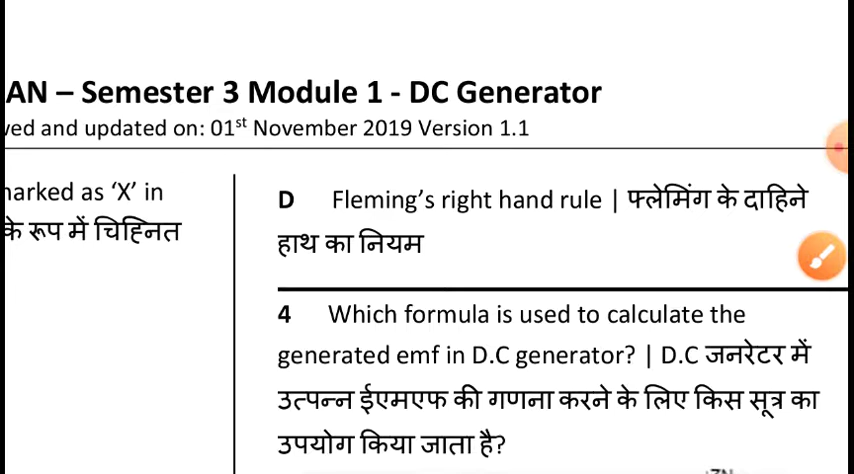 AN – Semester 3 Module 1 - DC Generator
ved and updated on: 01st November 2019 Version 1.1
marked as ‘X’ in
के रूप में चिह्नित
D Fleming’s right hand rule | फ्लेमिंग के दाहिने
हाथ का नियम
4 Which formula is used to calculate the
generated emf in D.C generator? | D.C जनरेटर में
उत्पन्न ईएमएफ की गणना करने के लिए किस सूत्र का
उपयोग किया जाता है?